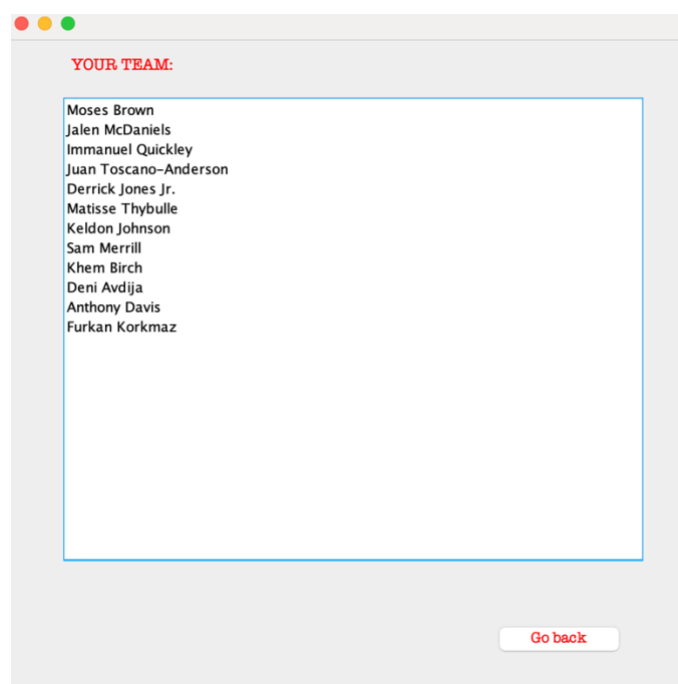 YOUR TEAM:
Moses Brown
Jalen McDaniels
Immanuel Quickley
Juan Toscano-Anderson
Derrick Jones Jr.
Matisse Thybulle
Keldon Johnson
Sam Merrill
Khem Birch
Deni Avdija
Anthony Davis
Furkan Korkmaz
Go back